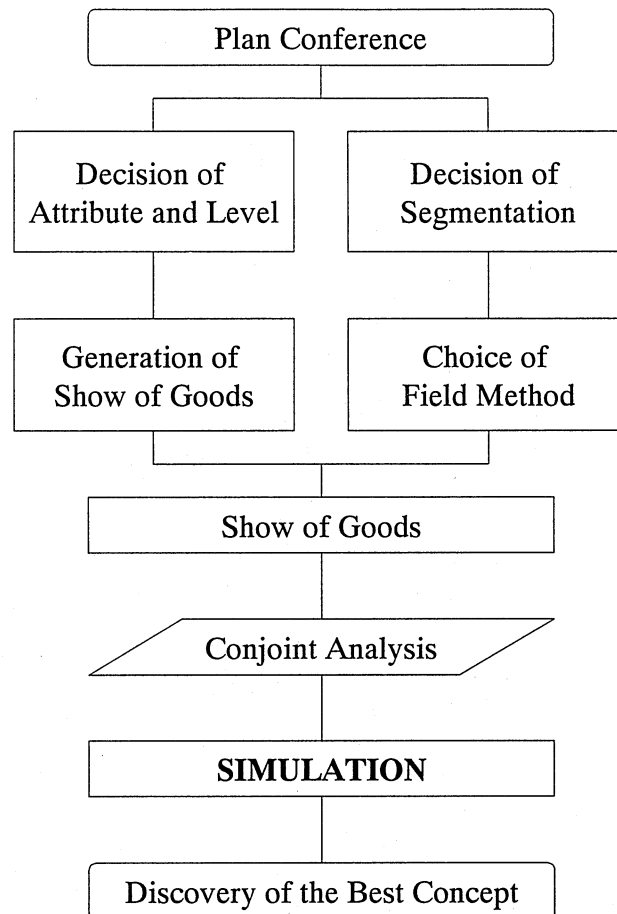 Plan Conference
Decision of
Attribute and Level
Decision of
Segmentation
Generation of
Show of Goods
Choice of
Field Method
Show of Goods
Conjoint Analysis
SIMULATION
Discovery of the Best Concept